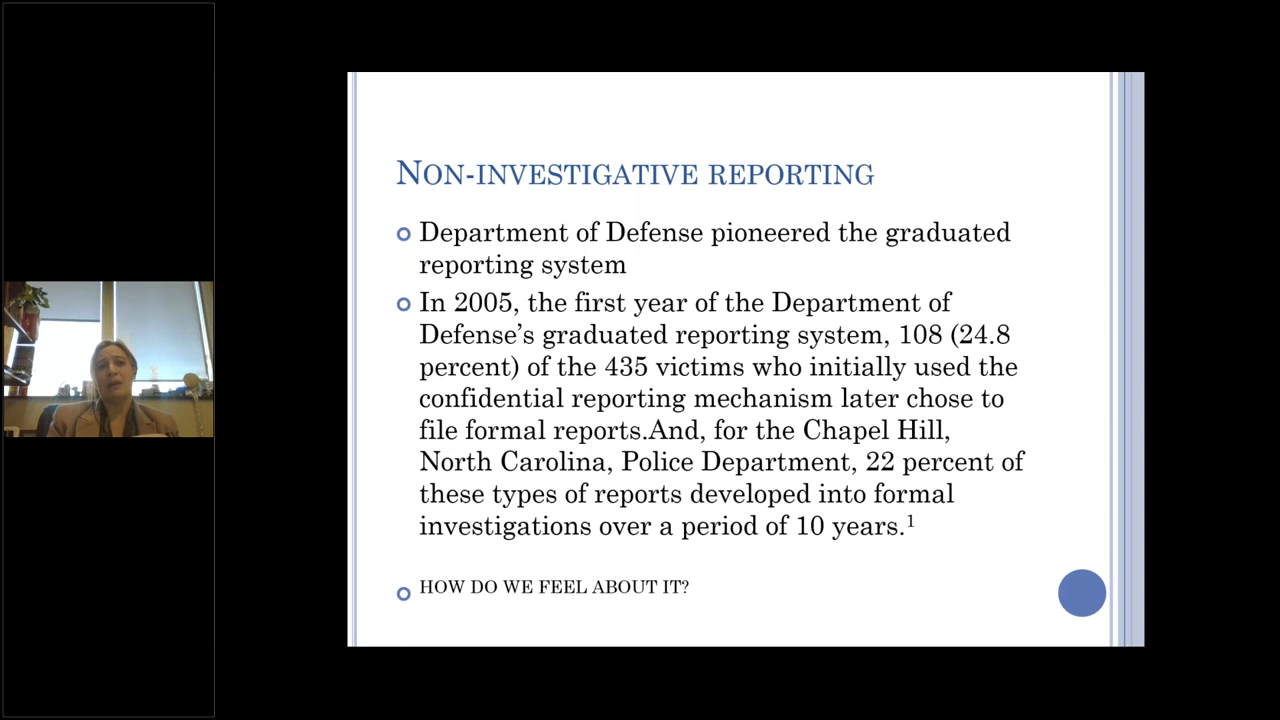 NON-INVESTIGATIVE REPORTING
Department of Defense pioneered the graduated
reporting system
In 2005, the first year of the Department of
Defense’s graduated reporting system, 108 (24.8
percent) of the 435 victims who initially used the
confidential reporting mechanism later chose to
file formal reports.And, for the Chapel Hill,
North Carolina, Police Department, 22 percent of
these types of reports developed into formal
investigations over a period of 10 years.¹
HOW DO WE FEEL ABOUT IT?